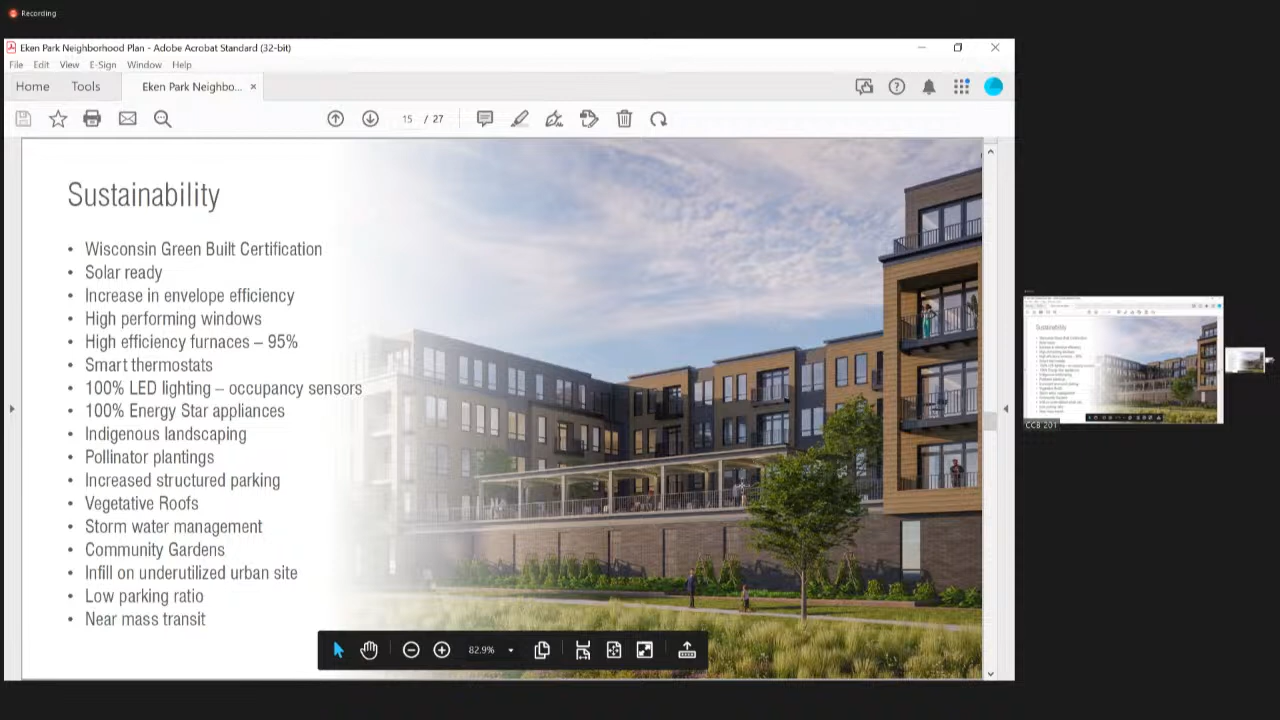 Recording
Eken Park Neighborhood Plan - Adobe Acrobat Standard (32-bit)
File Edit View E-Sign Window Help
Home Tools Eken Park Neighbo...
15 / 27
Sustainability
• Wisconsin Green Built Certification
• Solar ready
• Increase in envelope efficiency
• High performing windows
• High efficiency furnaces – 95%
• Smart thermostats
• 100% LED lighting – occupancy sensors
• 100% Energy Star appliances
• Indigenous landscaping
• Pollinator plantings
• Increased structured parking
• Vegetative Roofs
• Storm water management
• Community Gardens
• Infill on underutilized urban site
• Low parking ratio
• Near mass transit
82.9%
Sustainability
CCB 201